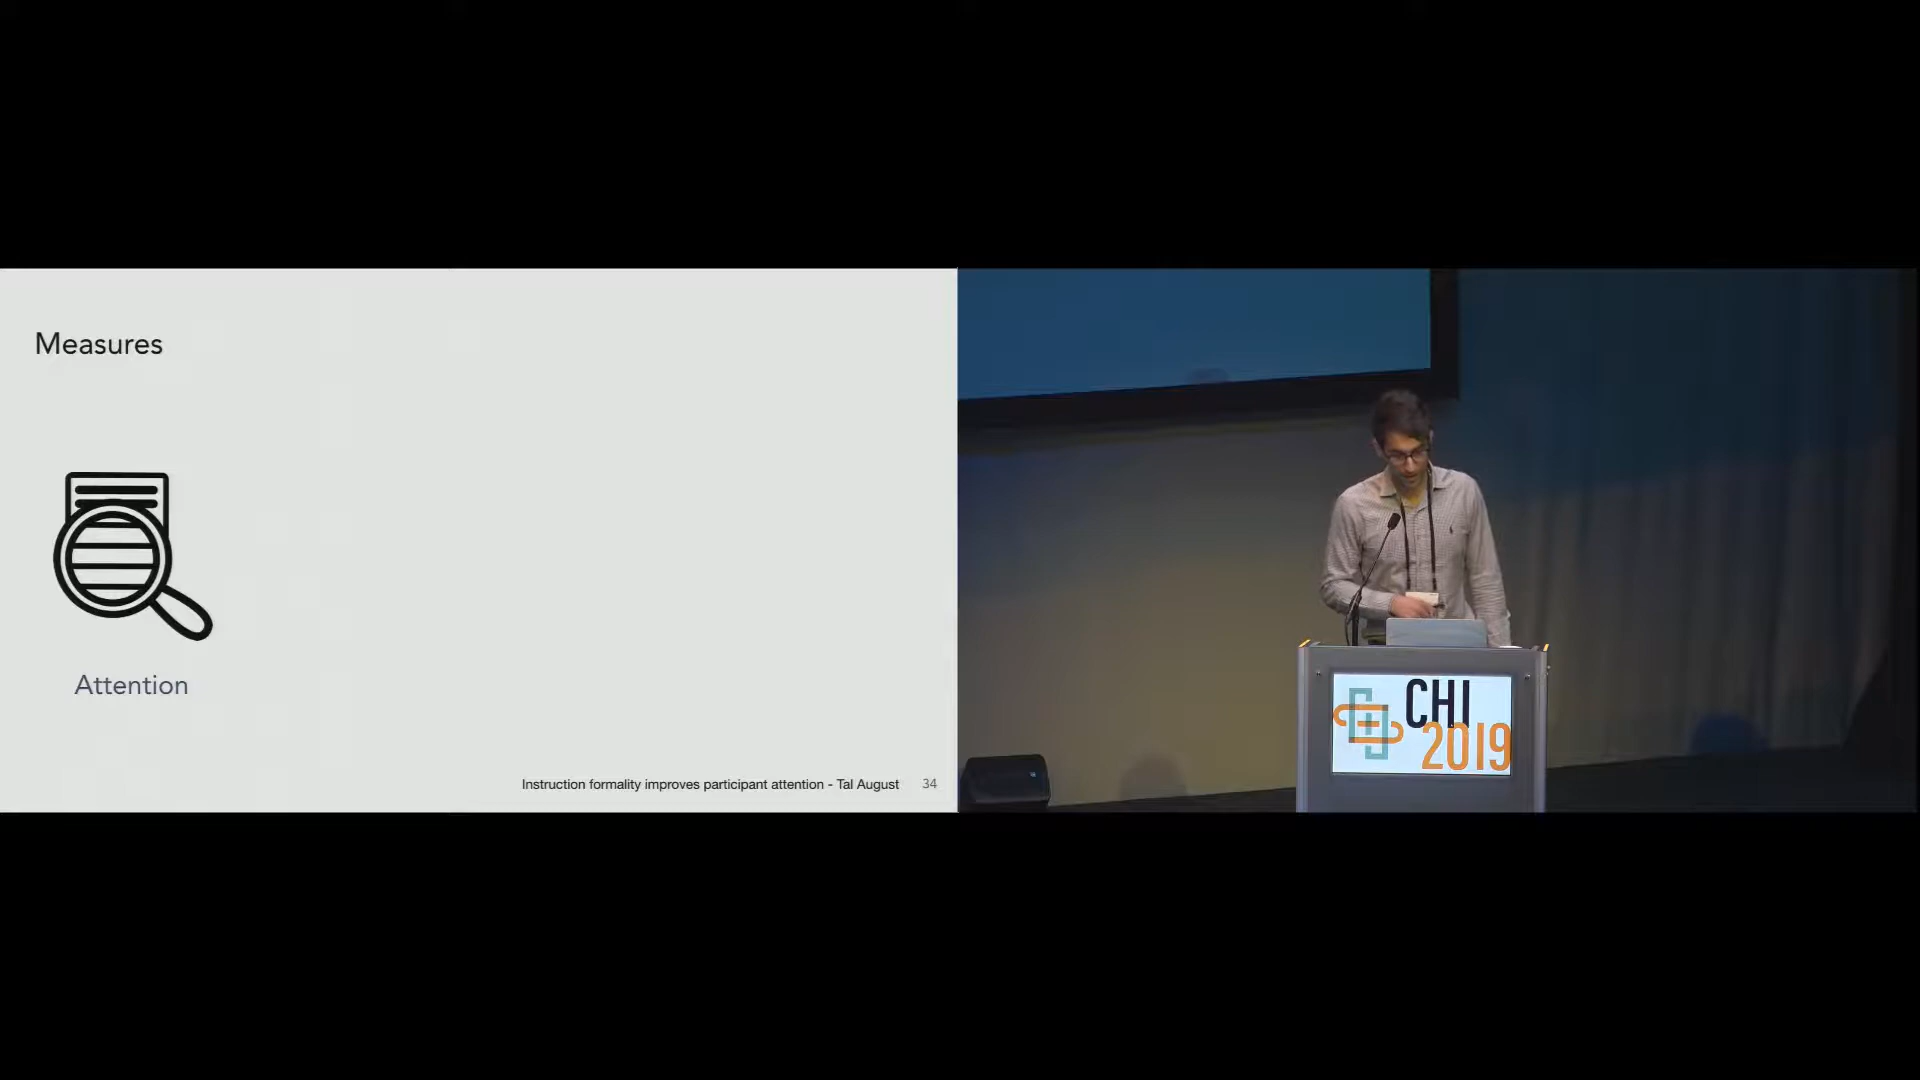 Measures
Attention
Instruction formality improves participant attention - Tal August 34
CHI
2019